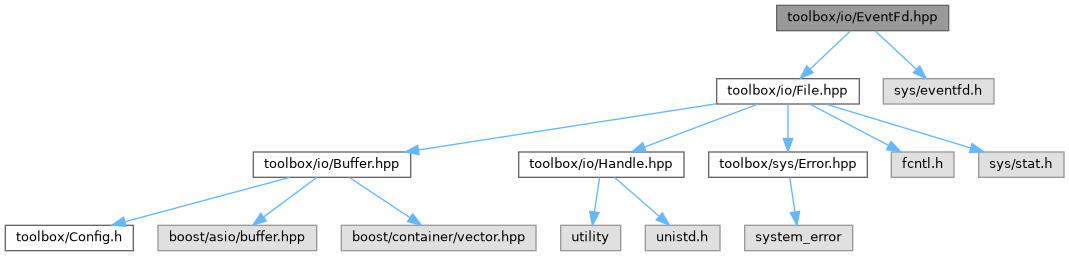 toolbox/io/EventFd.hpp
toolbox/io/File.hpp
sys/eventfd.h
toolbox/io/Buffer.hpp
toolbox/io/Handle.hpp
toolbox/sys/Error.hpp
fcntl.h
sys/stat.h
toolbox/Config.h
boost/asio/buffer.hpp
boost/container/vector.hpp
utility
unistd.h
system_error